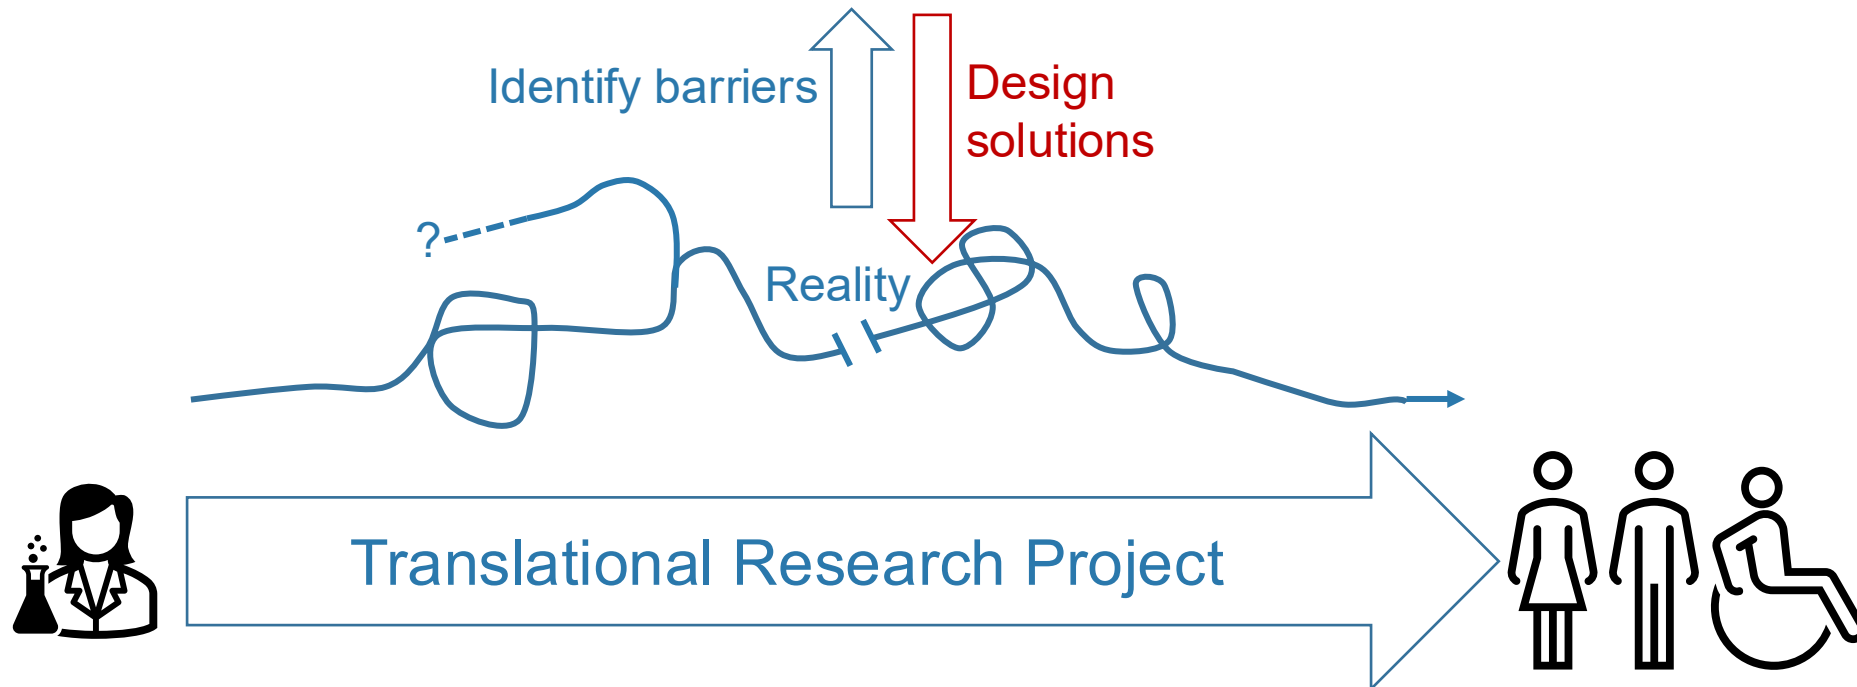 Identify barriers
Design
solutions
?
Reality
Translational Research Project